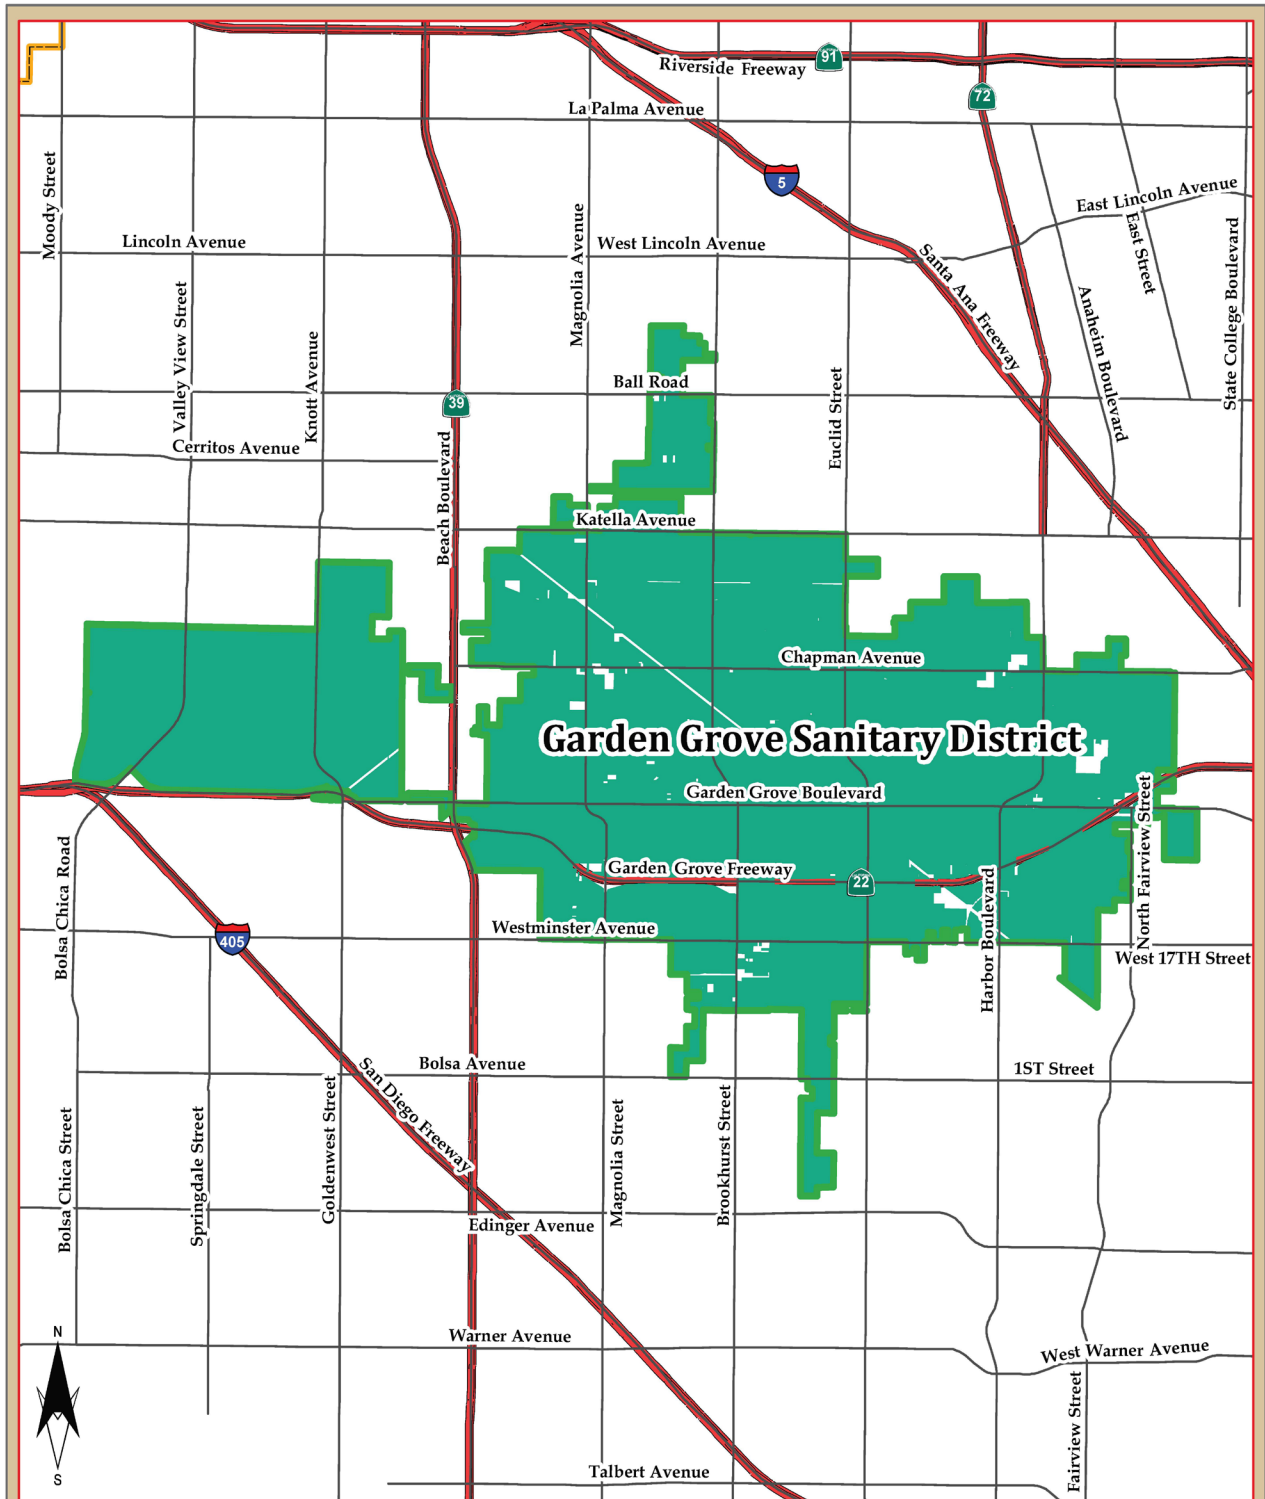 91
Riverside Freeway
72
La Palma Avenue
Moody Street
5
East Lincoln Avenue
East Street
Lincoln Avenue
West Lincoln Avenue
Magnolia Avenue
Santa Ana Freeway
State College Boulevard
Valley View Street
Knott Avenue
Anaheim Boulevard
Ball Road
Euclid Street
39
Cerritos Avenue
Beach Boulevard
Katella Avenue
Chapman Avenue
Garden Grove Sanitary District
Garden Grove Boulevard
North Fairview Street
Bolsa Chica Road
Garden Grove Freeway
22
Harbor Boulevard
Westminster Avenue
405
West 17TH Street
Bolsa Avenue
1ST Street
San Diego Freeway
Bolsa Chica Street
Springdale Street
Goldenwest Street
Magnolia Street
Brookhurst Street
Edinger Avenue
N
Warner Avenue
West Warner Avenue
Fairview Street
S
Talbert Avenue